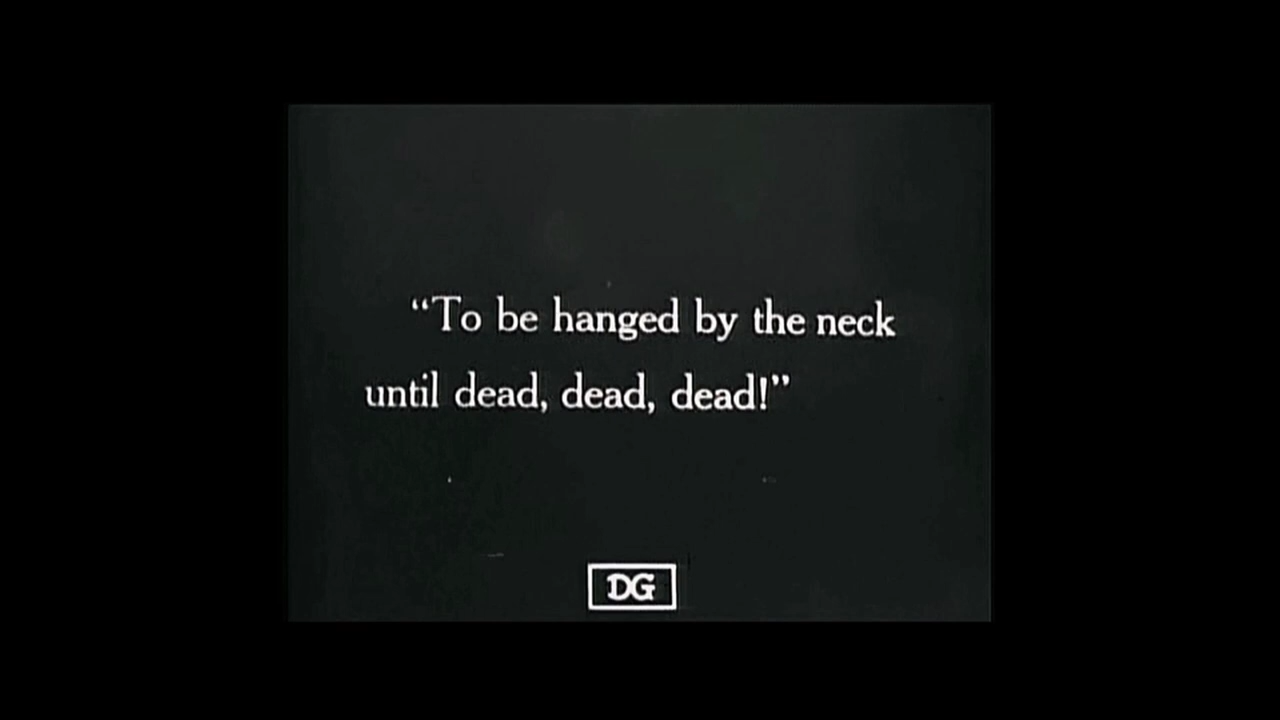 “To be hanged by the neck
until dead, dead, dead!”
DG